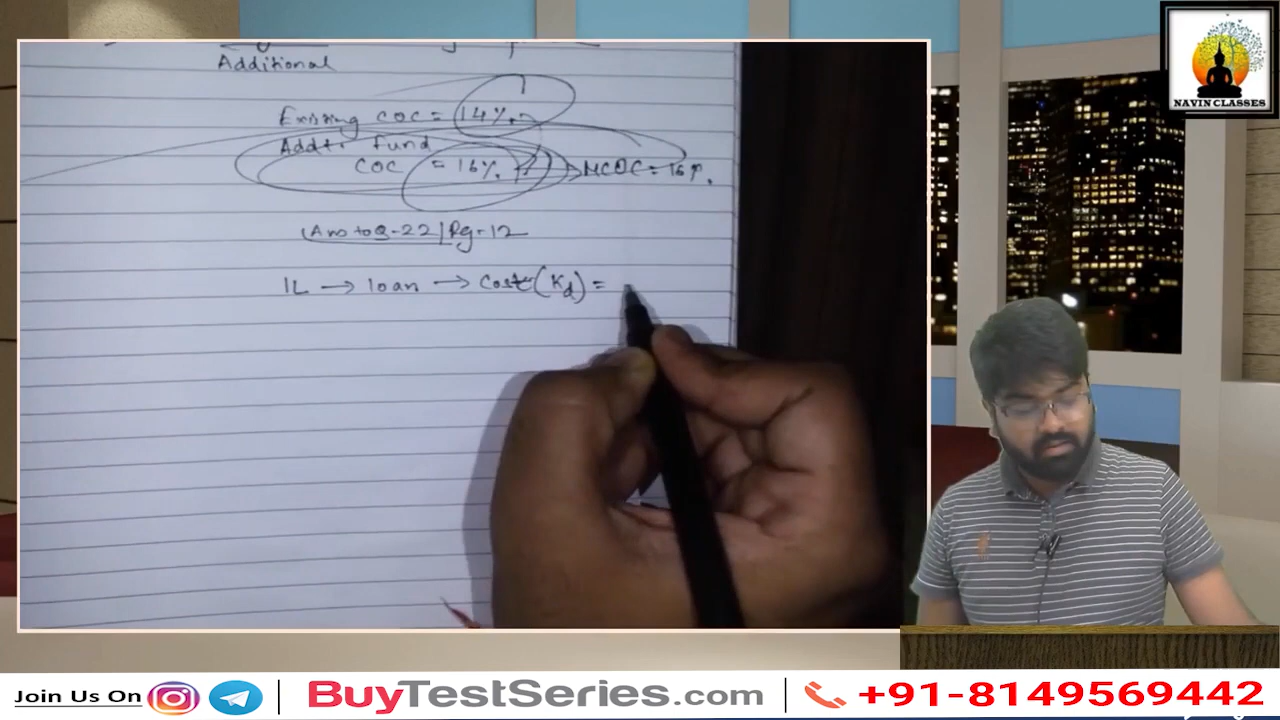 Additional
Existing COC = 14%
Addtn fund
COC = 16% → MCOC = 16%.
Ans to Q-22 | Pg-12
1L → loan → Cost (Kd) =
NAVIN CLASSES
Join Us On BuyTestSeries.com +91-8149569442